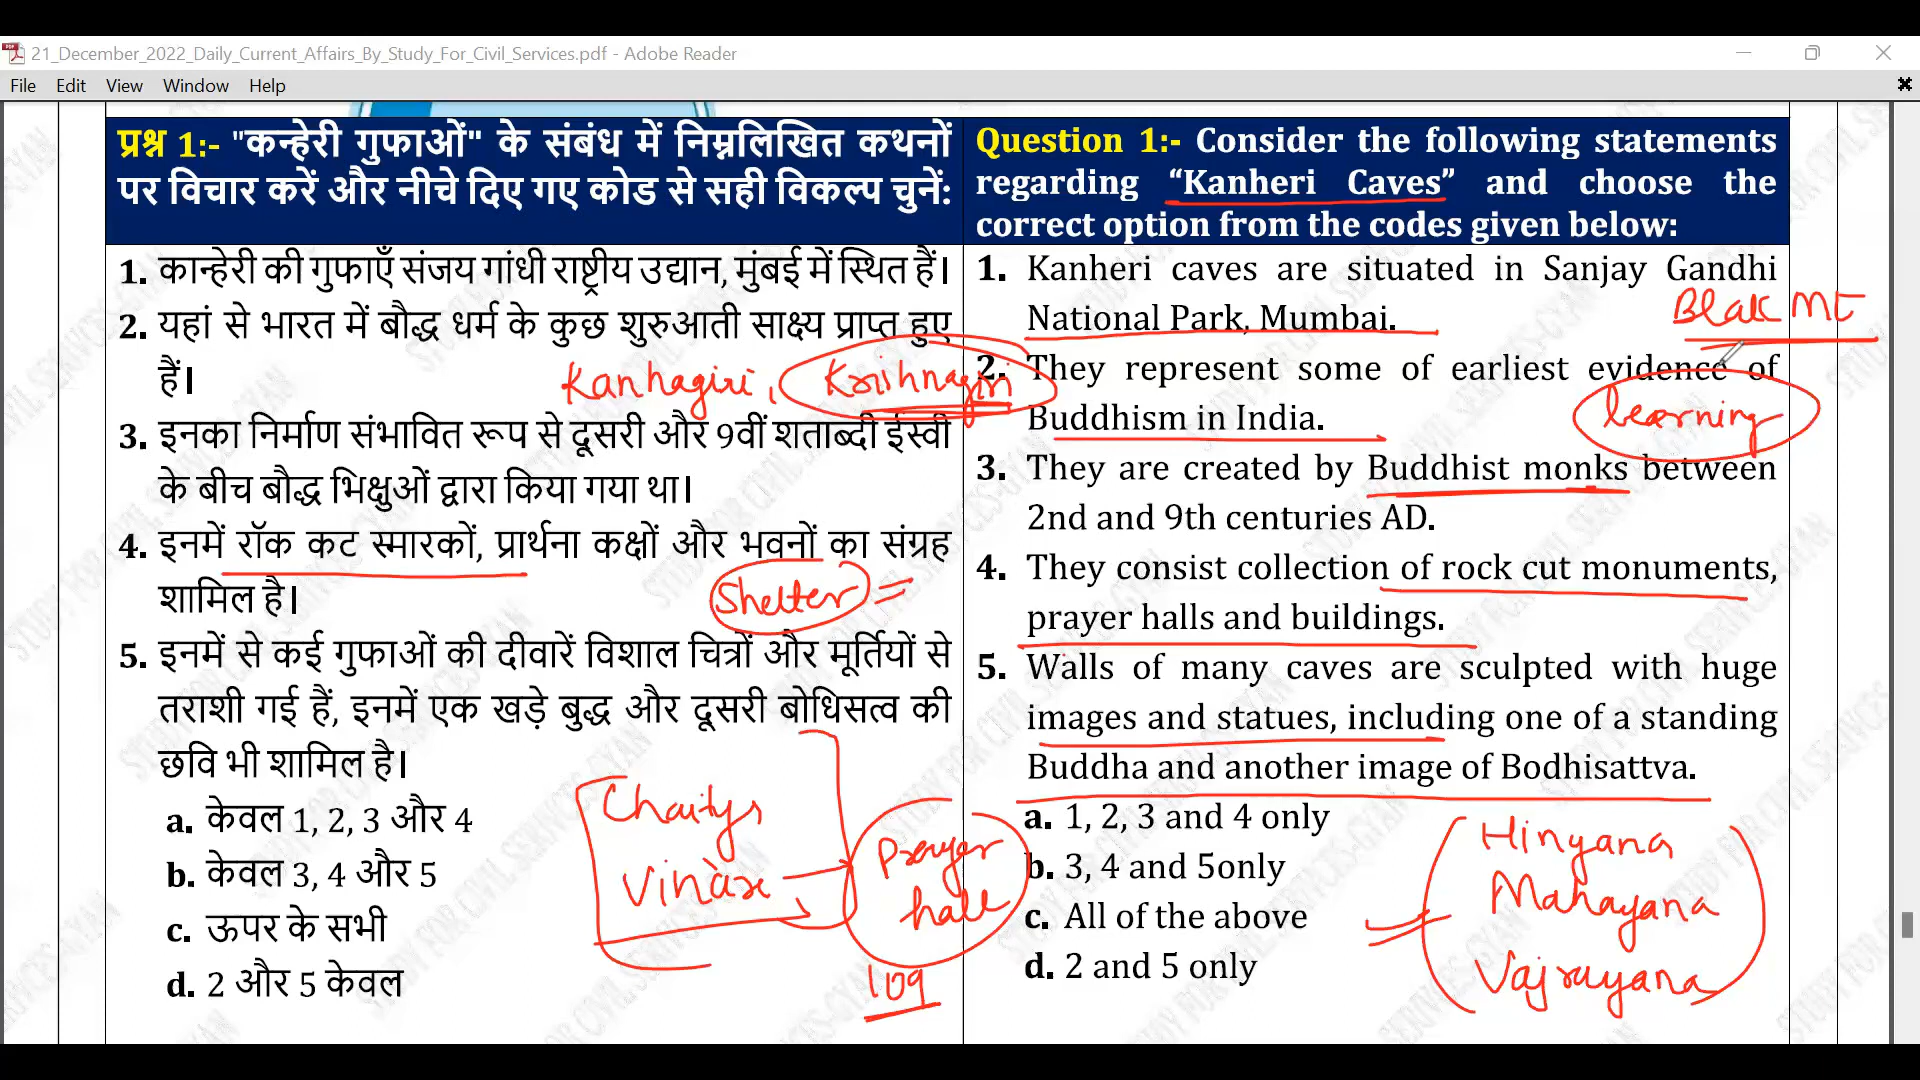 21_December_2022_Daily_Current_Affairs_By_Study_For_Civil_Services.pdf - Adobe Reader
File Edit View Window Help
प्रश्न 1:- "कन्हेरी गुफाओं" के संबंध में निम्नलिखित कथनों
पर विचार करें और नीचे दिए गए कोड से सही विकल्प चुनें:
1. कान्हेरी की गुफाएँ संजय गांधी राष्ट्रीय उद्यान, मुंबई में स्थित हैं।
2. यहां से भारत में बौद्ध धर्म के कुछ शुरुआती साक्ष्य प्राप्त हुए
हैं।
Kanhagiri, Krishnagiri
3. इनका निर्माण संभावित रूप से दूसरी और 9वीं शताब्दी ईस्वी
के बीच बौद्ध भिक्षुओं द्वारा किया गया था।
4. इनमें रॉक कट स्मारकों, प्रार्थना कक्षों और भवनों का संग्रह
शामिल है।
Shelter =
5. इनमें से कई गुफाओं की दीवारें विशाल चित्रों और मूर्तियों से
तराशी गई हैं, इनमें एक खड़े बुद्ध और दूसरी बोधिसत्व की
छवि भी शामिल है।
a. केवल 1, 2, 3 और 4
b. केवल 3, 4 और 5
c. ऊपर के सभी
d. 2 और 5 केवल
Chaitys
Vihàre
Prayer
hall
109
Question 1:- Consider the following statements
regarding “Kanheri Caves” and choose the
correct option from the codes given below:
1. Kanheri caves are situated in Sanjay Gandhi
National Park, Mumbai.
Blak Mt
2. They represent some of earliest evidence of
Buddhism in India.
learning
3. They are created by Buddhist monks between
2nd and 9th centuries AD.
4. They consist collection of rock cut monuments,
prayer halls and buildings.
5. Walls of many caves are sculpted with huge
images and statues, including one of a standing
Buddha and another image of Bodhisattva.
a. 1, 2, 3 and 4 only
b. 3, 4 and 5only
c. All of the above
d. 2 and 5 only
Hinyana
Mahayana
Vajrayana